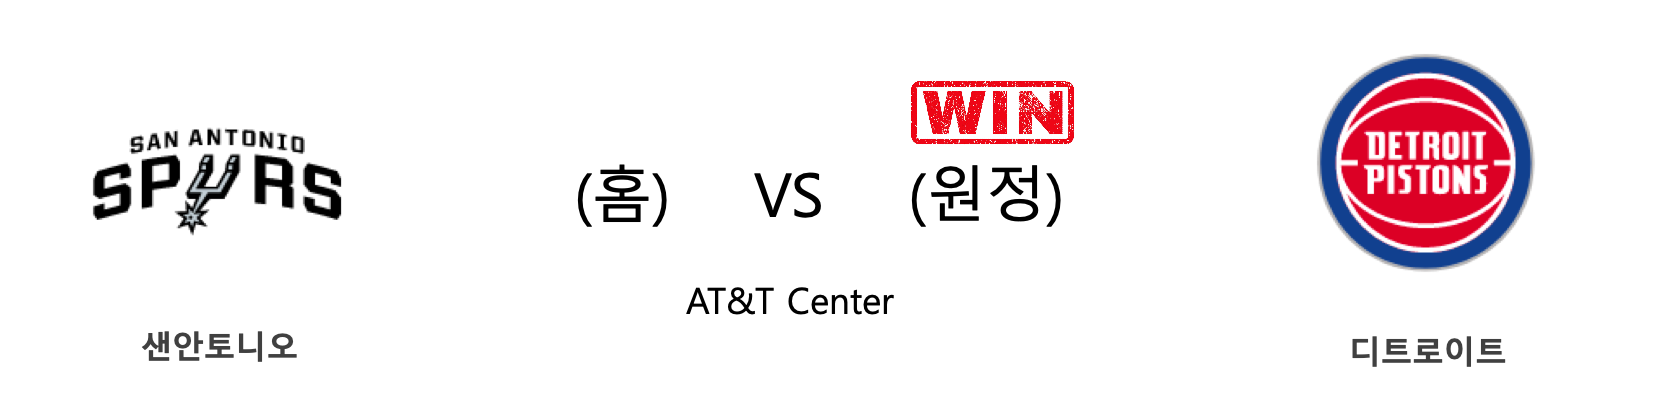 SAN ANTONIO
SPURS
WIN
(홈) VS (원정)
DETROIT
PISTONS
AT&T Center
샌안토니오
디트로이트